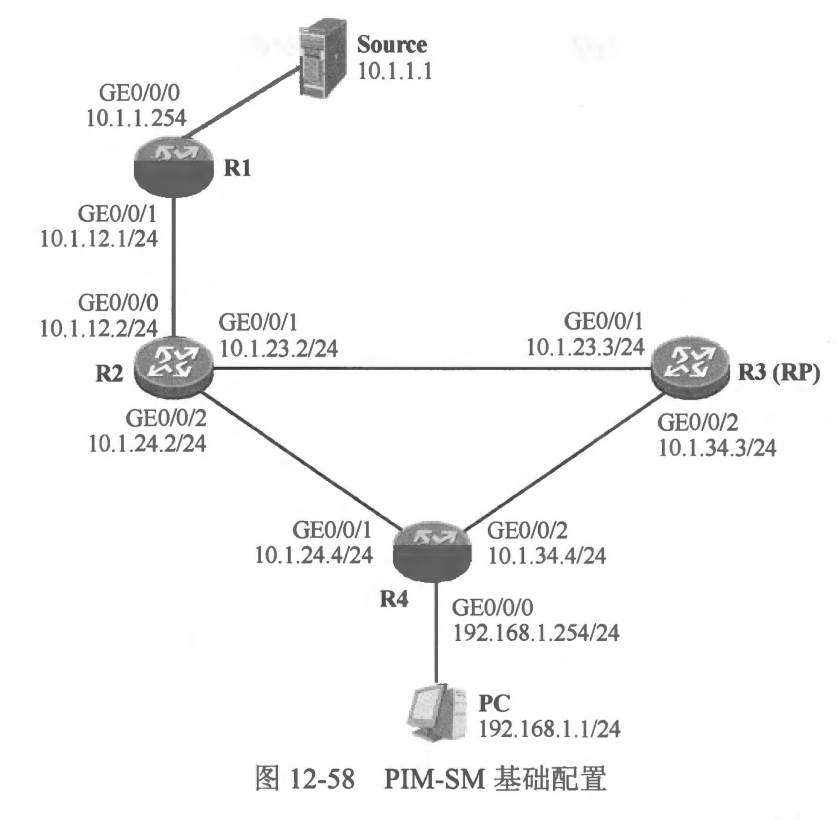 Source
10.1.1.1
GE0/0/0
10.1.1.254
R1
GE0/0/1
10.1.12.1/24
GE0/0/0
10.1.12.2/24
GE0/0/1
10.1.23.2/24
GE0/0/1
10.1.23.3/24
R2
R3 (RP)
GE0/0/2
10.1.24.2/24
GE0/0/2
10.1.34.3/24
GE0/0/1
10.1.24.4/24
GE0/0/2
10.1.34.4/24
R4
GE0/0/0
192.168.1.254/24
PC
192.168.1.1/24
图 12-58 PIM-SM 基础配置